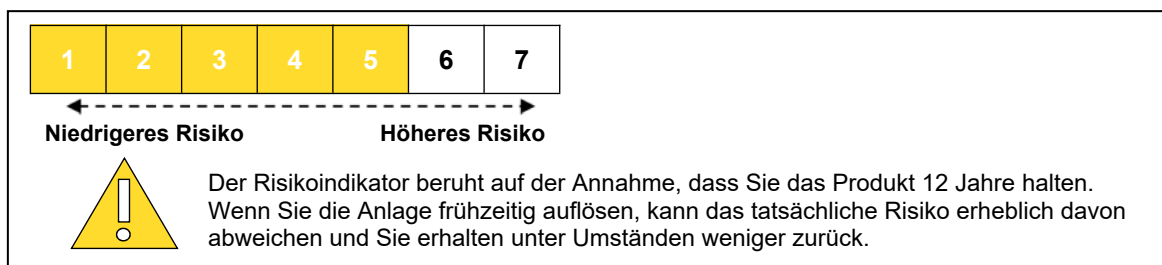 1 2 3 4 5 6 7
Niedrigeres Risiko Höheres Risiko
Der Risikoindikator beruht auf der Annahme, dass Sie das Produkt 12 Jahre halten.
Wenn Sie die Anlage frühzeitig auflösen, kann das tatsächliche Risiko erheblich davon
abweichen und Sie erhalten unter Umständen weniger zurück.